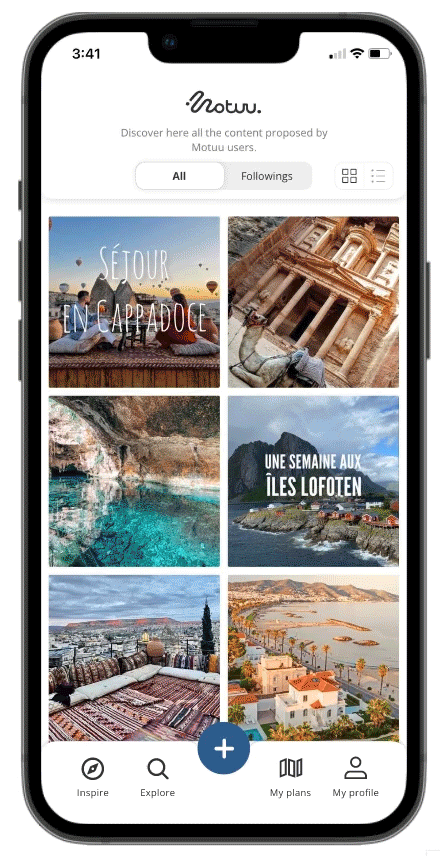 3:41
Motuu.
Discover here all the content proposed by
Motuu users.
All
Followings
SÉJOUR
EN CAPPADOCE
UNE SEMAINE AUX
ÎLES LOFOTEN
Inspire
Explore
My plans
My profile